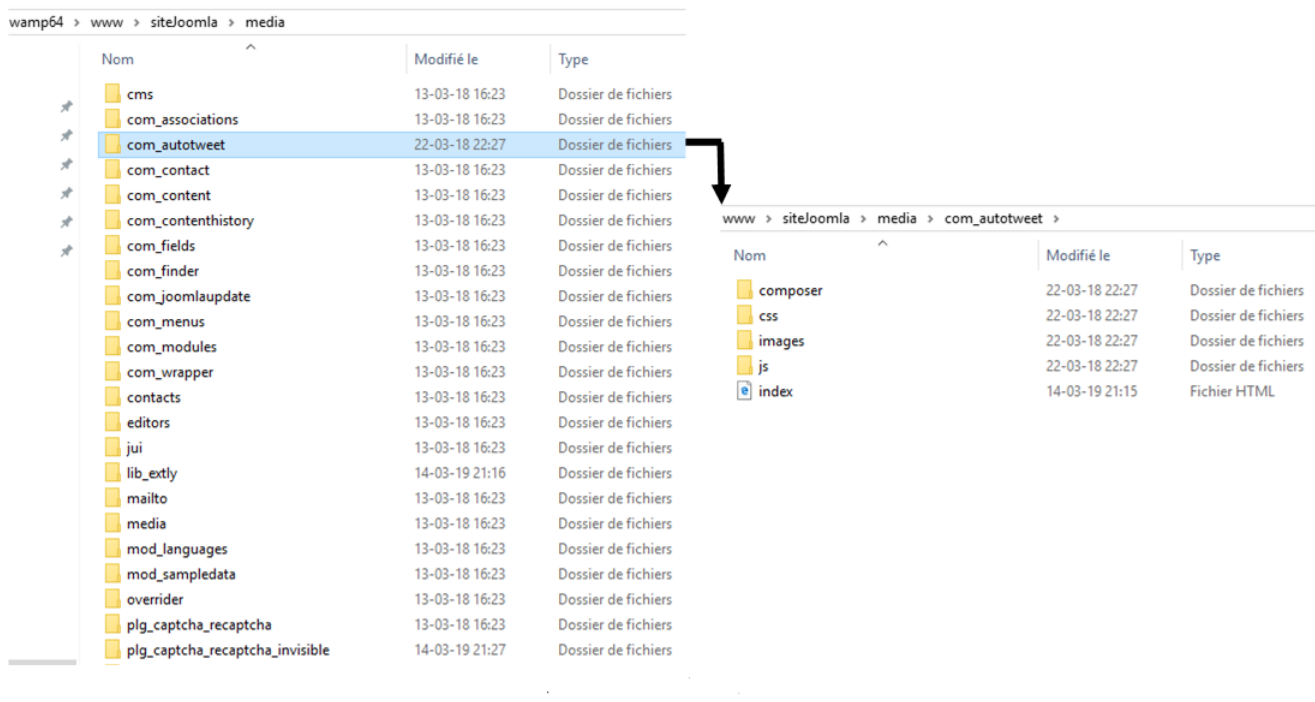 wamp64 > www > siteJoomla > media
Nom Modifié le Type
cms 13-03-18 16:23 Dossier de fichiers
com_associations 13-03-18 16:23 Dossier de fichiers
com_autotweet 22-03-18 22:27 Dossier de fichiers
com_contact 13-03-18 16:23 Dossier de fichiers
com_content 13-03-18 16:23 Dossier de fichiers
com_contenthistory 13-03-18 16:23 Dossier de fichiers
com_fields 13-03-18 16:23 Dossier de fichiers
com_finder 13-03-18 16:23 Dossier de fichiers
com_joomlaupdate 13-03-18 16:23 Dossier de fichiers
com_menus 13-03-18 16:23 Dossier de fichiers
com_modules 13-03-18 16:23 Dossier de fichiers
com_wrapper 13-03-18 16:23 Dossier de fichiers
contacts 13-03-18 16:23 Dossier de fichiers
editors 13-03-18 16:23 Dossier de fichiers
jui 13-03-18 16:23 Dossier de fichiers
lib_extly 14-03-19 21:16 Dossier de fichiers
mailto 13-03-18 16:23 Dossier de fichiers
media 13-03-18 16:23 Dossier de fichiers
mod_languages 13-03-18 16:23 Dossier de fichiers
mod_sampledata 13-03-18 16:23 Dossier de fichiers
overrider 13-03-18 16:23 Dossier de fichiers
plg_captcha_recaptcha 13-03-18 16:23 Dossier de fichiers
plg_captcha_recaptcha_invisible 14-03-19 21:27 Dossier de fichiers
www > siteJoomla > media > com_autotweet >
Nom Modifié le Type
composer 22-03-18 22:27 Dossier de fichiers
css 22-03-18 22:27 Dossier de fichiers
images 22-03-18 22:27 Dossier de fichiers
js 22-03-18 22:27 Dossier de fichiers
index 14-03-19 21:15 Fichier HTML